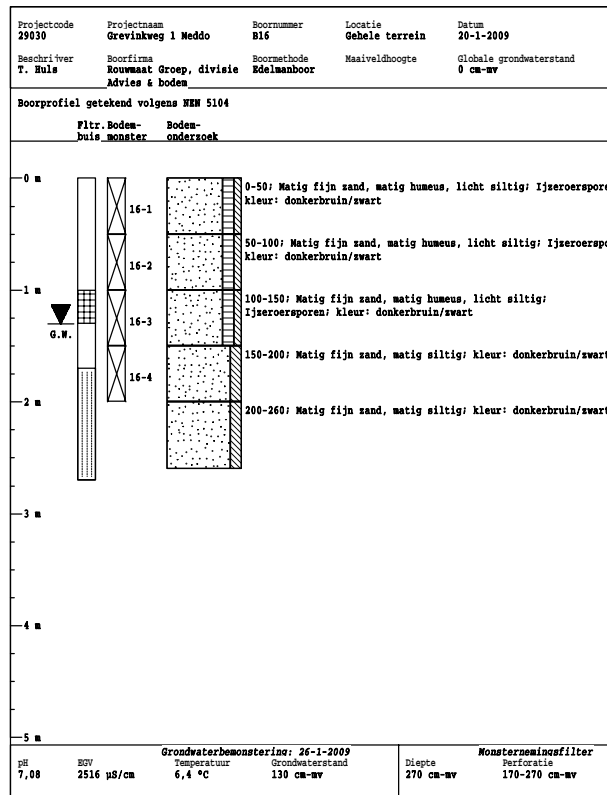 Projectcode Projectnaam Boornummer Locatie Datum
29030 Grevinkweg 1 Meddo B16 Gehele terrein 20-1-2009
Beschrijver Boorfirma Boormethode Maaiveldhoogte Globale grondwaterstand
T. Huls Rouwmaat Groep, divisie Edelmanboor 0 cm-mv
Advies & bodem
Boorprofiel getekend volgens NEN 5104
Fltr. Bodem- Bodem-
buis monster onderzoek
0 m
0-50; Matig fijn zand, matig humeus, licht siltig; Ijzeroerspore
kleur: donkerbruin/zwart
16-1
50-100; Matig fijn zand, matig humeus, licht siltig; Ijzeroerspo
kleur: donkerbruin/zwart
16-2
1 m
100-150; Matig fijn zand, matig humeus, licht siltig;
Ijzeroersporen; kleur: donkerbruin/zwart
16-3
G.W.
150-200; Matig fijn zand, matig siltig; kleur: donkerbruin/zwart
16-4
2 m
200-260; Matig fijn zand, matig siltig; kleur: donkerbruin/zwart
3 m
4 m
5 m
Grondwaterbemonstering: 26-1-2009 Monsternemingsfilter
pH EGV Temperatuur Grondwaterstand Diepte Perforatie
7,08 2516 µS/cm 6,4 °C 130 cm-mv 270 cm-mv 170-270 cm-mv